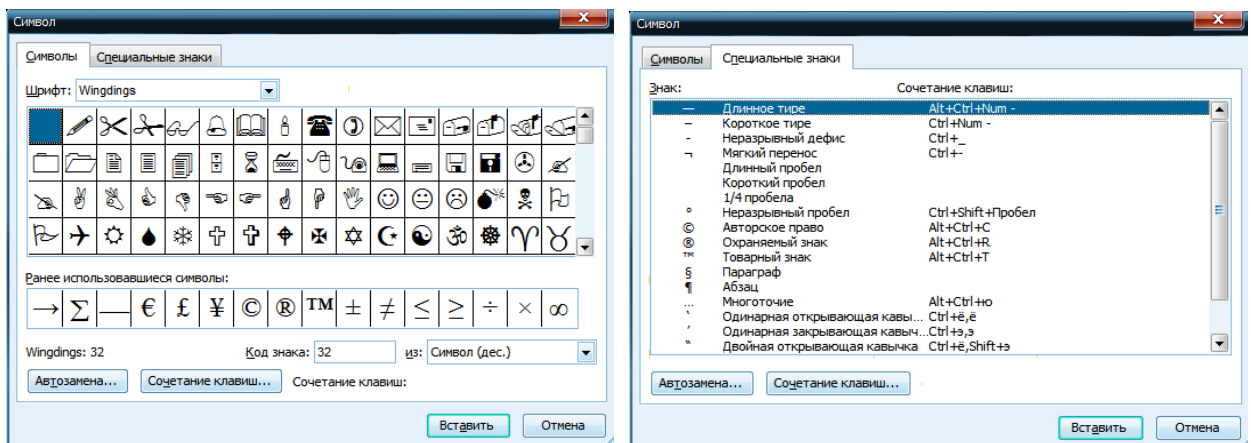 Символ
Символы Специальные знаки
Шрифт: Wingdings
Ранее использовавшиеся символы:
→ ∑ — € £ ¥ © ® ™ ± ≠ ≤ ≥ ÷ × ∞
Wingdings: 32 Код знака: 32 из: Символ (дес.)
Автозамена... Сочетание клавиш... Сочетание клавиш:
Вставить Отмена
Символ
Символы Специальные знаки
Знак: Сочетание клавиш:
— Длинное тире Alt+Ctrl+Num -
– Короткое тире Ctrl+Num -
- Неразрывный дефис Ctrl+_
¬ Мягкий перенос Ctrl+-
Длинный пробел
Короткий пробел
1/4 пробела
° Неразрывный пробел Ctrl+Shift+Пробел
© Авторское право Alt+Ctrl+C
® Охраняемый знак Alt+Ctrl+R
™ Товарный знак Alt+Ctrl+T
§ Параграф
¶ Абзац
... Многоточие Alt+Ctrl+ю
‛ Одинарная открывающая кавы... Ctrl+ё,ё
’ Одинарная закрывающая кавыч... Ctrl+э,э
“ Двойная открывающая кавычка Ctrl+ё,Shift+э
Автозамена... Сочетание клавиш...
Вставить Отмена